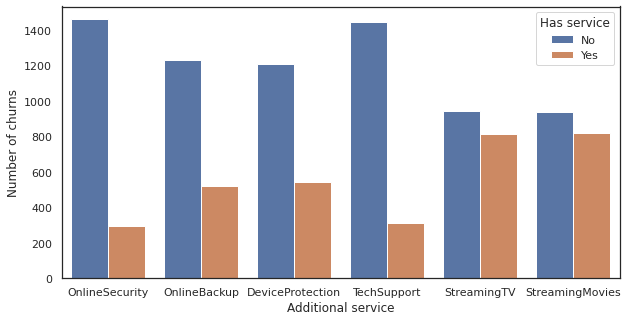 Number of churns
1400
1200
1000
800
600
400
200
0
Has service
No
Yes
OnlineSecurity OnlineBackup DeviceProtection TechSupport StreamingTV StreamingMovies
Additional service